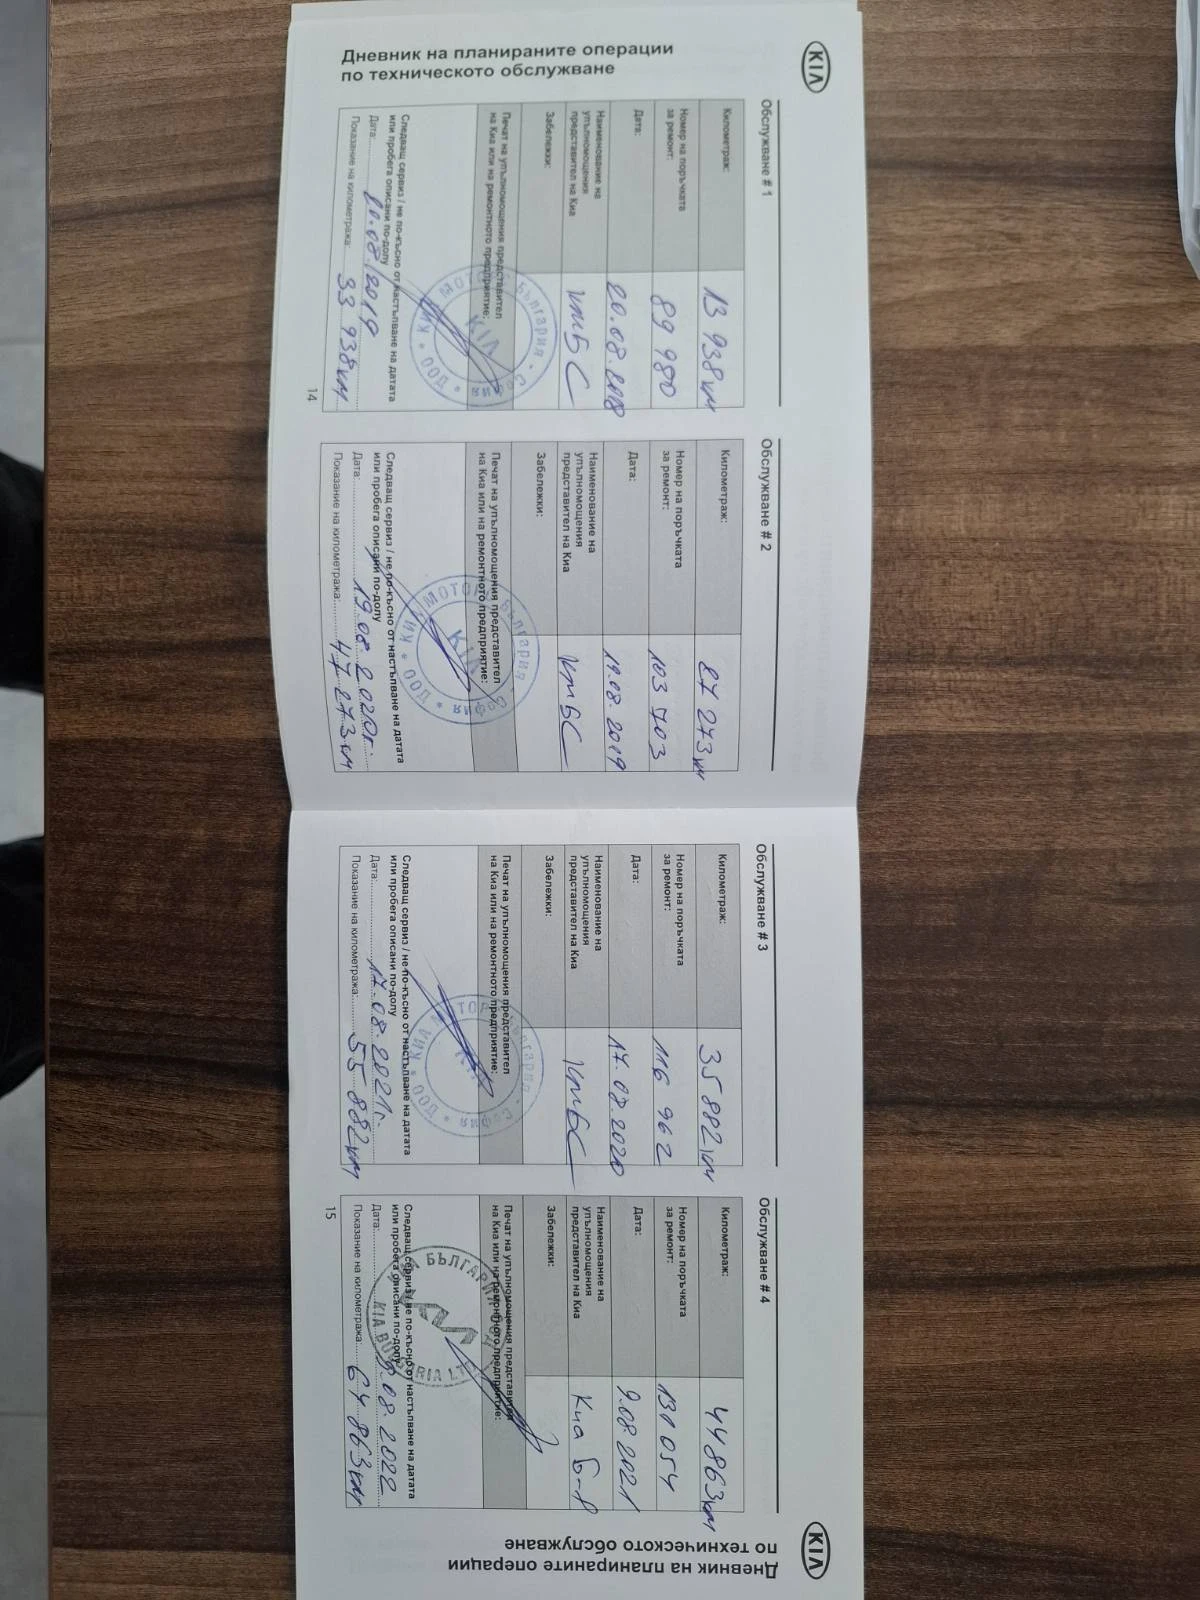 KIA
Дневник на планираните операции
по техническото обслужване
Обслужване # 1
Километраж:
13 938км
Номер на поръчката
за ремонт:
89 980
Дата:
20.08.2018
Наименование на
упълномощения
представител на Киа
КМБС
Забележки:
Печат на упълномощения представител
на Киа или на ремонтното предприятие:
Следващ сервиз / не по-късно от настъпване на датата
или пробега описани по-долу
Дата: 20.08.2019
Показание на километража: 33 938км
14
Обслужване # 2
Километраж:
27 273км
Номер на поръчката
за ремонт:
103 703
Дата:
19.08.2019
Наименование на
упълномощения
представител на Киа
КМБС
Забележки:
Печат на упълномощения представител
на Киа или на ремонтното предприятие:
Следващ сервиз / не по-късно от настъпване на датата
или пробега описани по-долу
Дата: 19.08.2020г.
Показание на километража: 47 273км
Обслужване # 3
Километраж:
35 882км
Номер на поръчката
за ремонт:
116 962
Дата:
17.08.2020
Наименование на
упълномощения
представител на Киа
КМБС
Забележки:
Печат на упълномощения представител
на Киа или на ремонтното предприятие:
Следващ сервиз / не по-късно от настъпване на датата
или пробега описани по-долу
Дата: 17.08.2021г.
Показание на километража: 55 882км
Обслужване # 4
Километраж:
44863км
Номер на поръчката
за ремонт:
131 054
Дата:
9.08.2021
Наименование на
упълномощения
представител на Киа
Киа Б-я
Забележки:
Печат на упълномощения представител
на Киа или на ремонтното предприятие:
Следващ сервиз / не по-късно от настъпване на датата
или пробега описани по-долу
Дата: 9.08.2022
Показание на километража: 64 863км
15
KIA
Дневник на планираните операции
по техническото обслужване